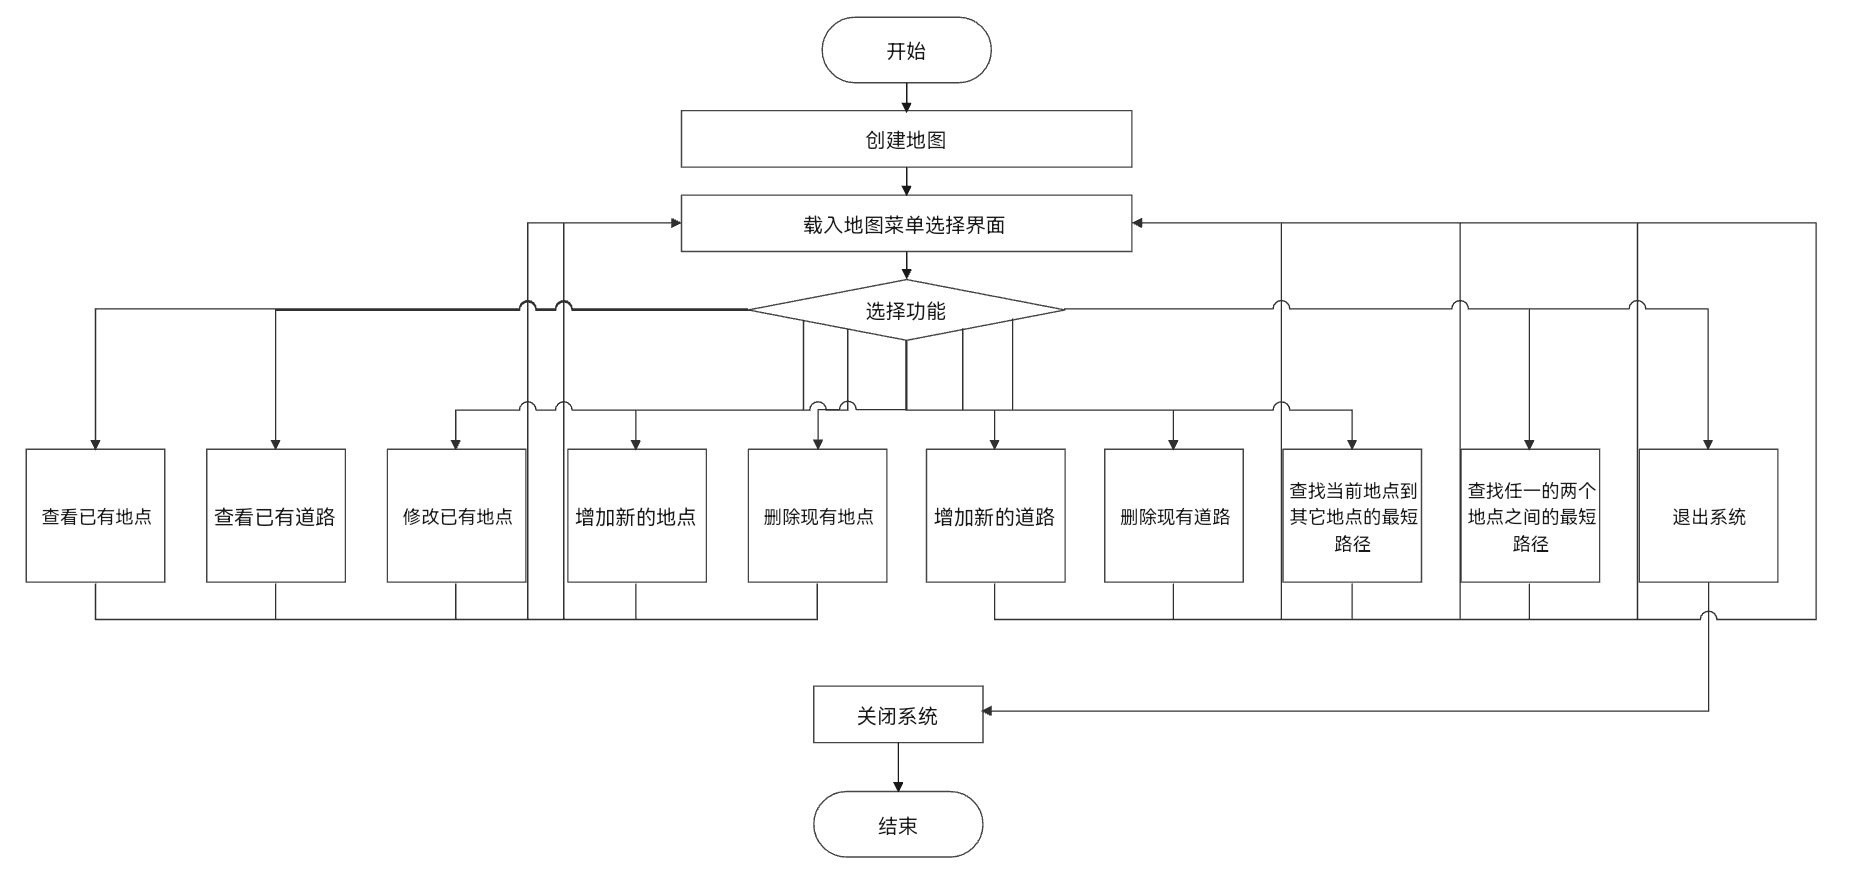 开始
创建地图
载入地图菜单选择界面
选择功能
查看已有地点
查看已有道路
修改已有地点
增加新的地点
删除现有地点
增加新的道路
删除现有道路
查找当前地点到
其它地点的最短
路径
查找任一的两个
地点之间的最短
路径
退出系统
关闭系统
结束